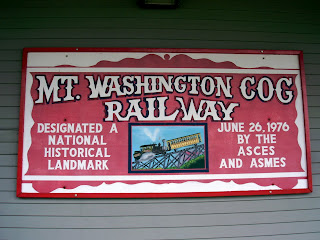 MT. WASHINGTON COG
RAILWAY
DESIGNATED A
NATIONAL
HISTORICAL
LANDMARK
JUNE 26, 1976
BY THE
ASCES
AND ASMES